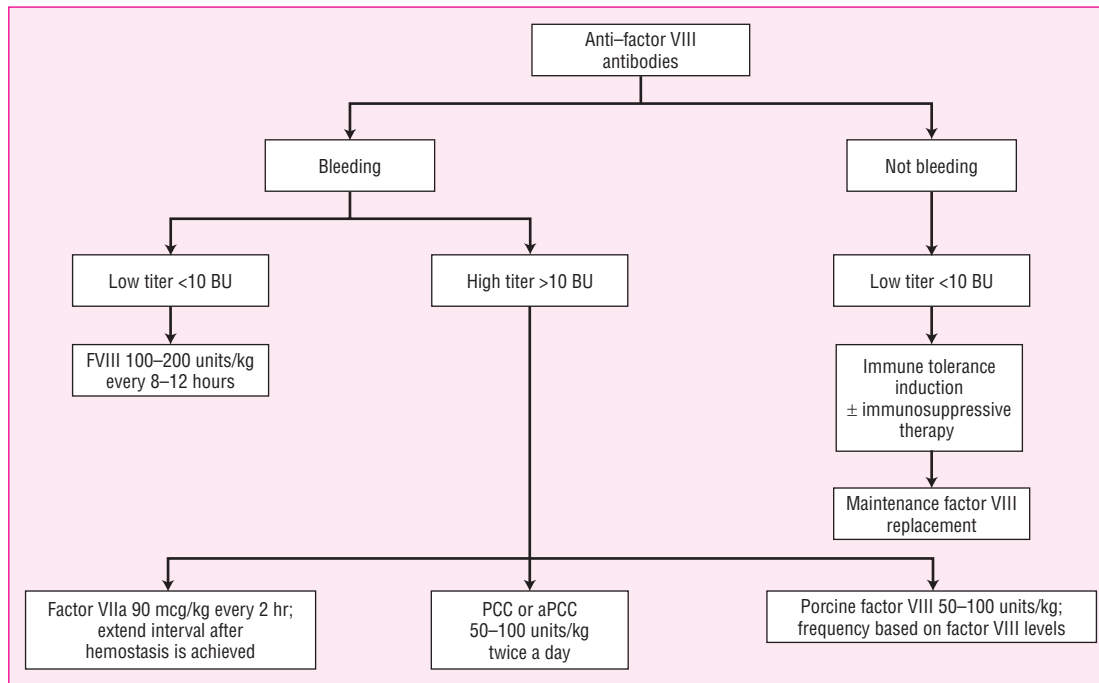 Anti–factor VIII
antibodies
Bleeding
Not bleeding
Low titer <10 BU
High titer >10 BU
Low titer <10 BU
FVIII 100–200 units/kg
every 8–12 hours
Immune tolerance
induction
± immunosuppressive
therapy
Maintenance factor VIII
replacement
Factor VIIa 90 mcg/kg every 2 hr;
extend interval after
hemostasis is achieved
PCC or aPCC
50–100 units/kg
twice a day
Porcine factor VIII 50–100 units/kg;
frequency based on factor VIII levels